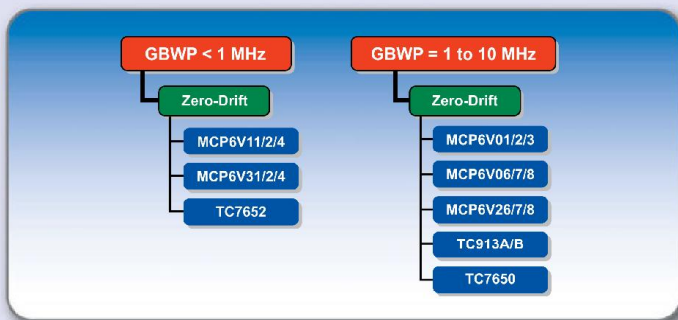 GBWP < 1 MHz
Zero-Drift
MCP6V11/2/4
MCP6V31/2/4
TC7652
GBWP = 1 to 10 MHz
Zero-Drift
MCP6V01/2/3
MCP6V06/7/8
MCP6V26/7/8
TC913A/B
TC7650